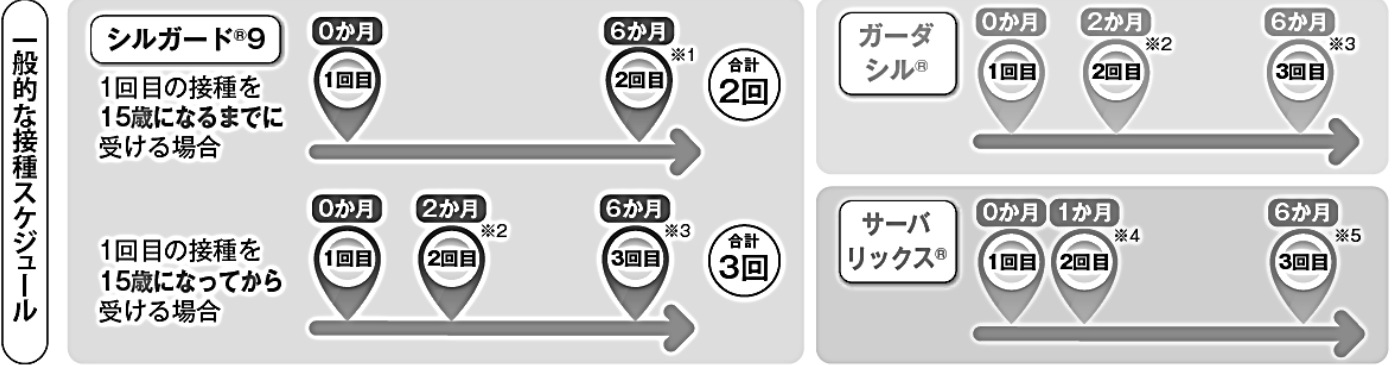 一般的な接種スケジュール
シルガード®9
1回目の接種を
15歳になるまでに
受ける場合
0か月
1回目
6か月
※1
2回目
合計
2回
1回目の接種を
15歳になってから
受ける場合
0か月
1回目
2か月
※2
2回目
6か月
※3
3回目
合計
3回
ガーダ
シル®
0か月
1回目
2か月
※2
2回目
6か月
※3
3回目
サーバ
リックス®
0か月
1回目
1か月
※4
2回目
6か月
※5
3回目